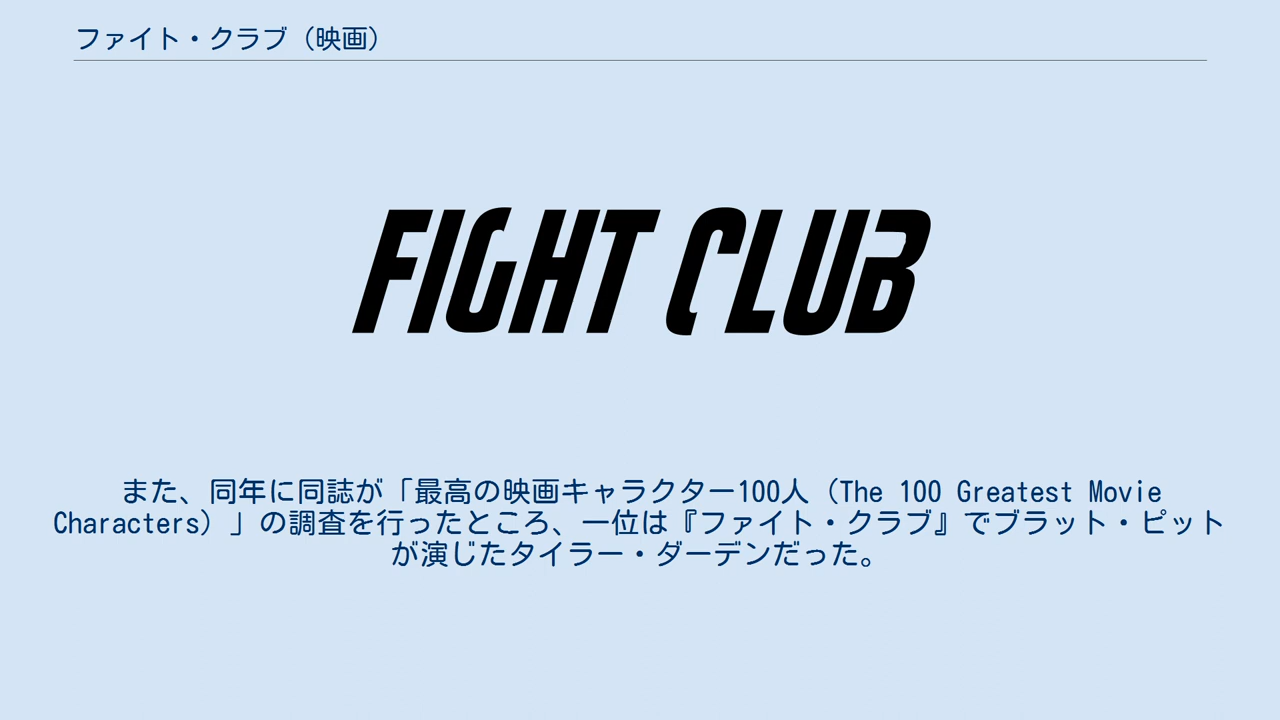 ファイト・クラブ（映画）
FIGHT CLUB
また、同年に同誌が「最高の映画キャラクター100人（The 100 Greatest Movie
Characters）」の調査を行ったところ、一位は『ファイト・クラブ』でブラット・ピット
が演じたタイラー・ダーデンだった。